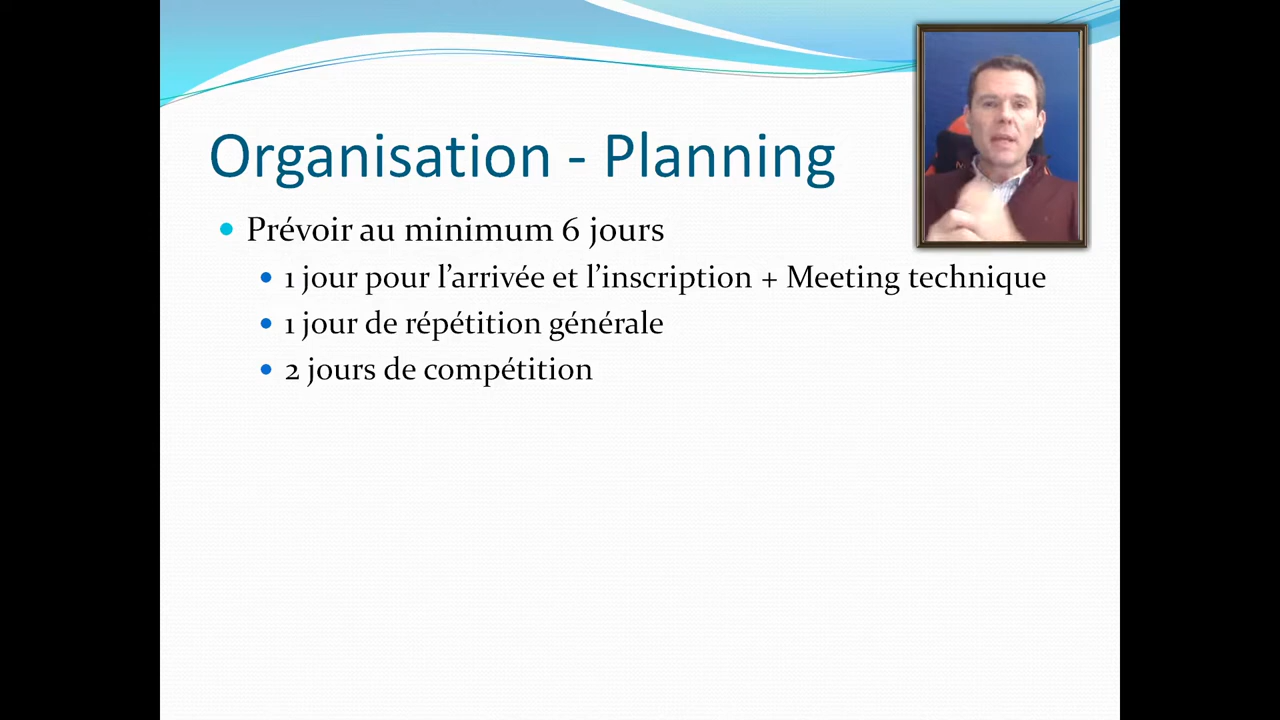 Organisation - Planning
Prévoir au minimum 6 jours
1 jour pour l’arrivée et l’inscription + Meeting technique
1 jour de répétition générale
2 jours de compétition